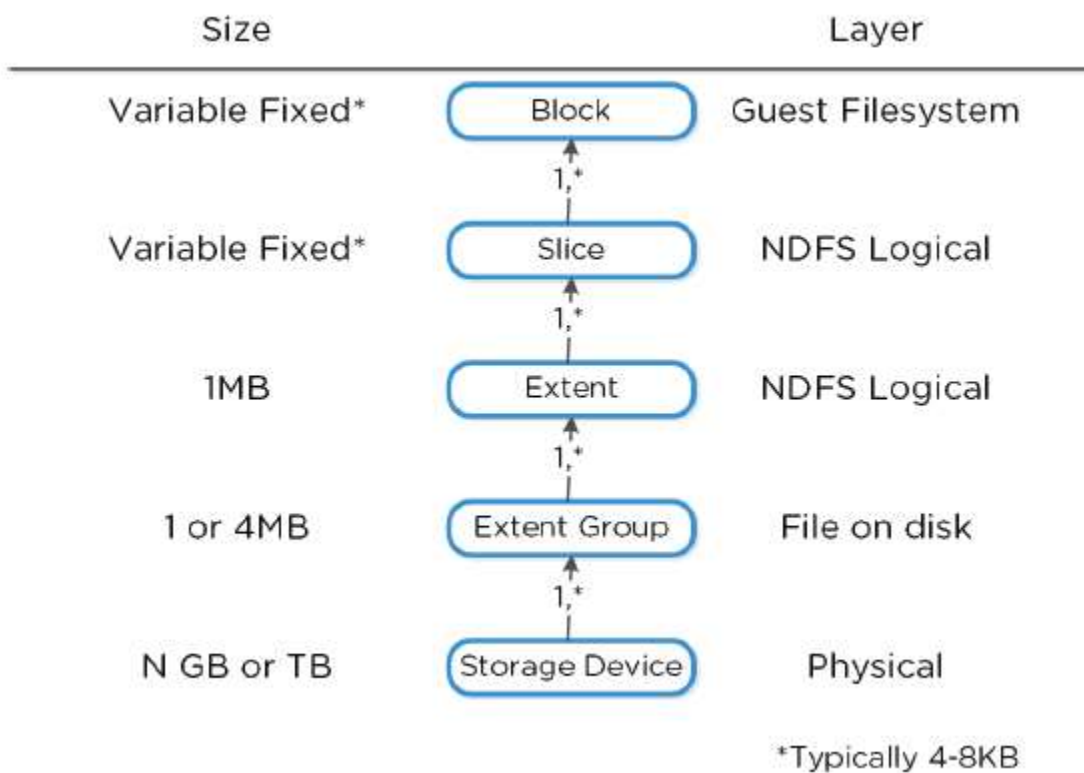 Size Layer
Variable Fixed* Block Guest Filesystem
1,*
Variable Fixed* Slice NDFS Logical
1,*
1MB Extent NDFS Logical
1,*
1 or 4MB Extent Group File on disk
1,*
N GB or TB Storage Device Physical
*Typically 4-8KB